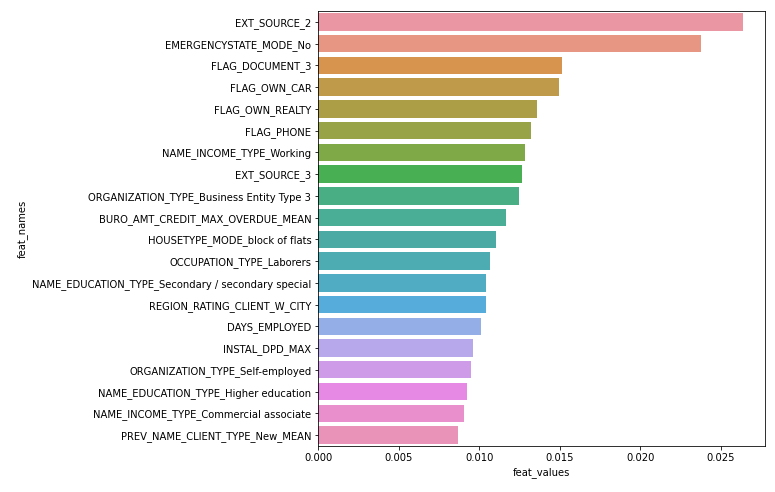 EXT_SOURCE_2
EMERGENCYSTATE_MODE_No
FLAG_DOCUMENT_3
FLAG_OWN_CAR
FLAG_OWN_REALTY
FLAG_PHONE
NAME_INCOME_TYPE_Working
EXT_SOURCE_3
ORGANIZATION_TYPE_Business Entity Type 3
BURO_AMT_CREDIT_MAX_OVERDUE_MEAN
HOUSETYPE_MODE_block of flats
OCCUPATION_TYPE_Laborers
NAME_EDUCATION_TYPE_Secondary / secondary special
REGION_RATING_CLIENT_W_CITY
DAYS_EMPLOYED
INSTAL_DPD_MAX
ORGANIZATION_TYPE_Self-employed
NAME_EDUCATION_TYPE_Higher education
NAME_INCOME_TYPE_Commercial associate
PREV_NAME_CLIENT_TYPE_New_MEAN
feat_names
0.000 0.005 0.010 0.015 0.020 0.025
feat_values